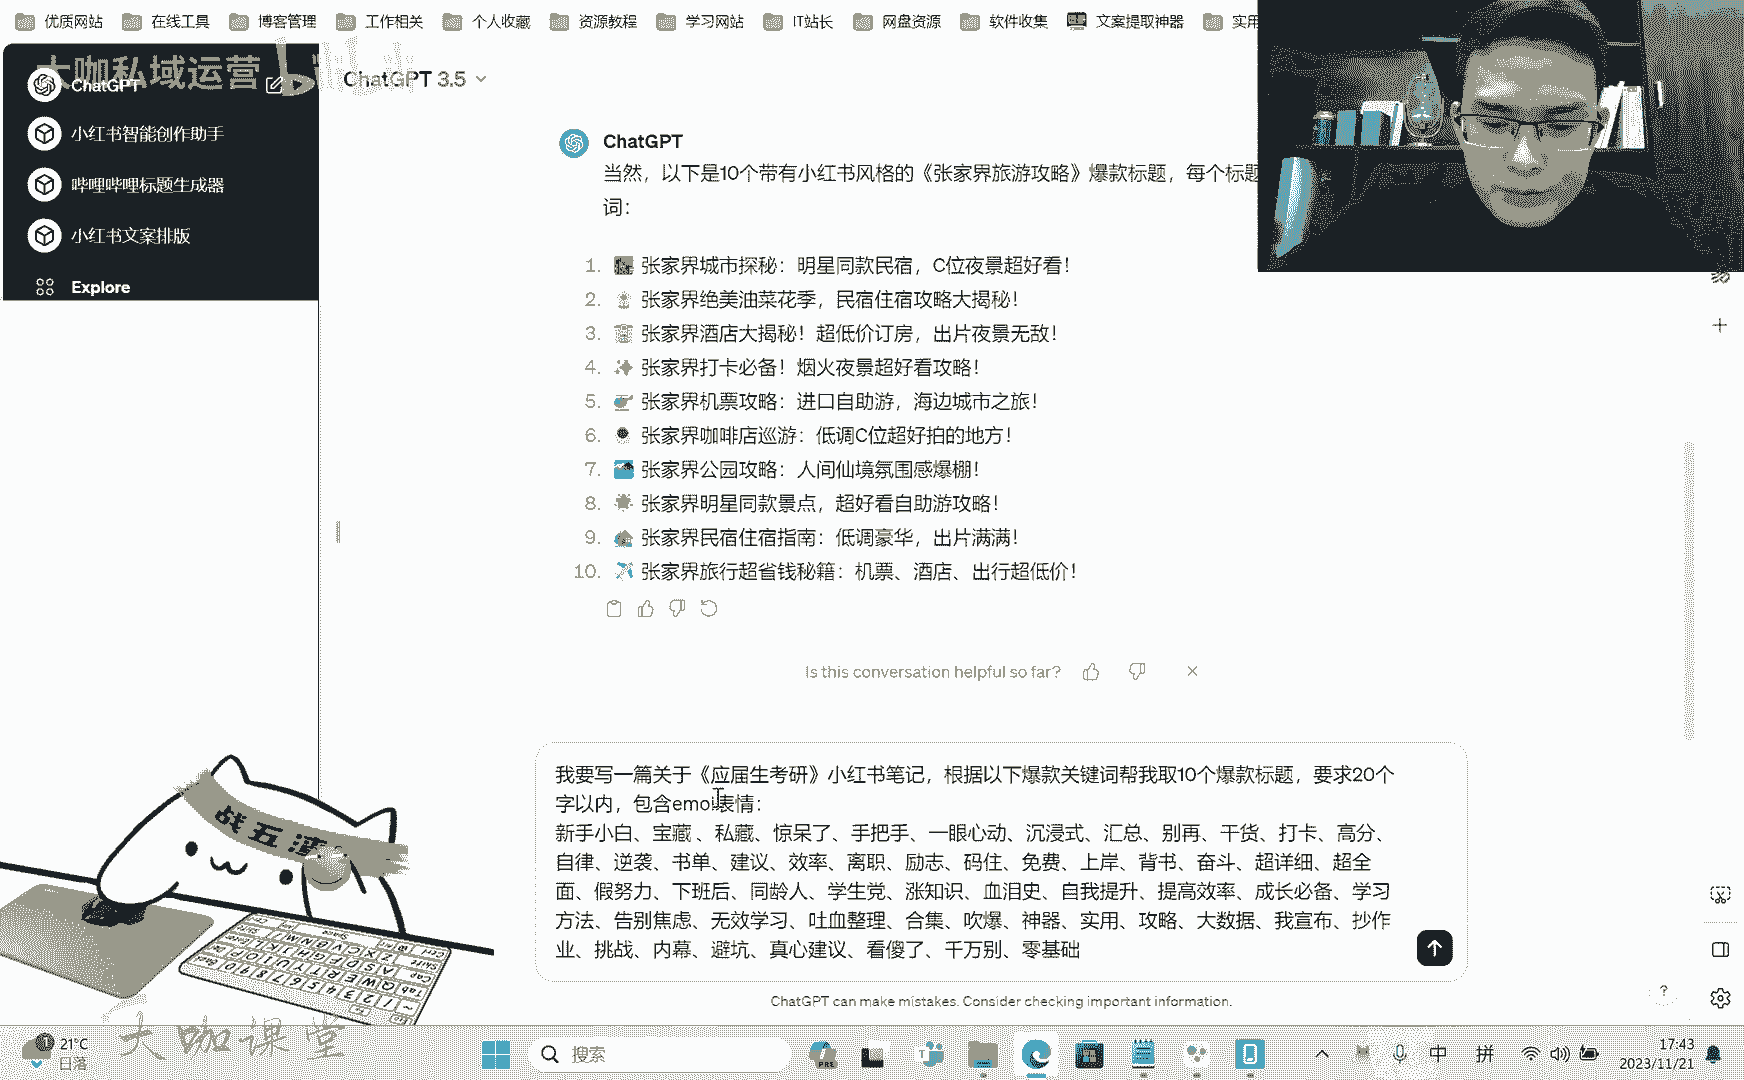 优质网站 在线工具 博客管理 工作相关 个人收藏 资源教程 学习网站 IT站长 网盘资源 软件收集 文案提取神器 实用
大咖私域运营
ChatGPT
小红书智能创作助手
哔哩哔哩标题生成器
小红书文案排版
Explore
ChatGPT 3.5
ChatGPT
当然，以下是10个带有小红书风格的《张家界旅游攻略》爆款标题，每个标题
词：
1. 张家界城市探秘：明星同款民宿，C位夜景超好看！
2. 张家界绝美油菜花季，民宿住宿攻略大揭秘！
3. 张家界酒店大揭秘！超低价订房，出片夜景无敌！
4. 张家界打卡必备！烟火夜景超好看攻略！
5. 张家界机票攻略：进口自助游，海边城市之旅！
6. 张家界咖啡店巡游：低调C位超好拍的地方！
7. 张家界公园攻略：人间仙境氛围感爆棚！
8. 张家界明星同款景点，超好看自助游攻略！
9. 张家界民宿住宿指南：低调豪华，出片满满！
10. 张家界旅行超省钱秘籍：机票、酒店、出行超低价！
Is this conversation helpful so far?
我要写一篇关于《应届生考研》小红书笔记，根据以下爆款关键词帮我取10个爆款标题，要求20个
字以内，包含emoi表情：
新手小白、宝藏 、私藏、惊呆了、手把手、一眼心动、沉浸式、汇总、别再、干货、打卡、高分、
自律、逆袭、书单、建议、效率、离职、励志、码住、免费、上岸、背书、奋斗、超详细、超全
面、假努力、下班后、同龄人、学生党、涨知识、血泪史、自我提升、提高效率、成长必备、学习
方法、告别焦虑、无效学习、吐血整理、合集、吹爆、神器、实用、攻略、大数据、我宣布、抄作
业、挑战、内幕、避坑、真心建议、看傻了、千万别、零基础
ChatGPT can make mistakes. Consider checking important information.
?
大咖课堂
21°C
日落
搜索
中 拼
17:43
2023/11/21